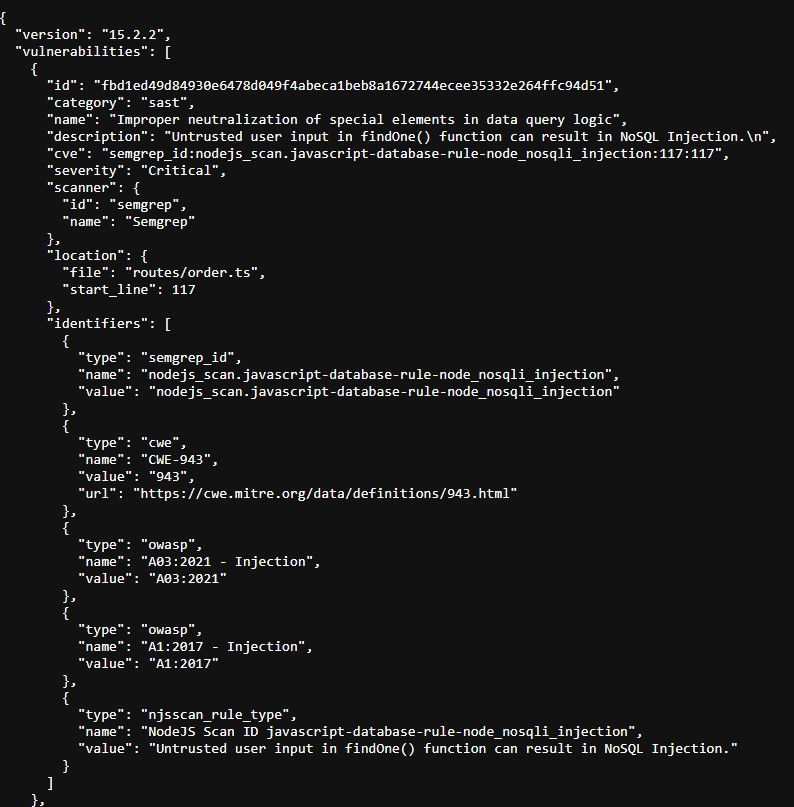 {
  "version": "15.2.2",
  "vulnerabilities": [
    {
      "id": "fbd1ed49d84930e6478d049f4abeca1beb8a1672744ecee35332e264ffc94d51",
      "category": "sast",
      "name": "Improper neutralization of special elements in data query logic",
      "description": "Untrusted user input in findOne() function can result in NoSQL Injection.\n",
      "cve": "semgrep_id:nodejs_scan.javascript-database-rule-node_nosqli_injection:117:117",
      "severity": "Critical",
      "scanner": {
        "id": "semgrep",
        "name": "Semgrep"
      },
      "location": {
        "file": "routes/order.ts",
        "start_line": 117
      },
      "identifiers": [
        {
          "type": "semgrep_id",
          "name": "nodejs_scan.javascript-database-rule-node_nosqli_injection",
          "value": "nodejs_scan.javascript-database-rule-node_nosqli_injection"
        },
        {
          "type": "cwe",
          "name": "CWE-943",
          "value": "943",
          "url": "https://cwe.mitre.org/data/definitions/943.html"
        },
        {
          "type": "owasp",
          "name": "A03:2021 - Injection",
          "value": "A03:2021"
        },
        {
          "type": "owasp",
          "name": "A1:2017 - Injection",
          "value": "A1:2017"
        },
        {
          "type": "njsscan_rule_type",
          "name": "NodeJS Scan ID javascript-database-rule-node_nosqli_injection",
          "value": "Untrusted user input in findOne() function can result in NoSQL Injection."
        }
      ]
    },